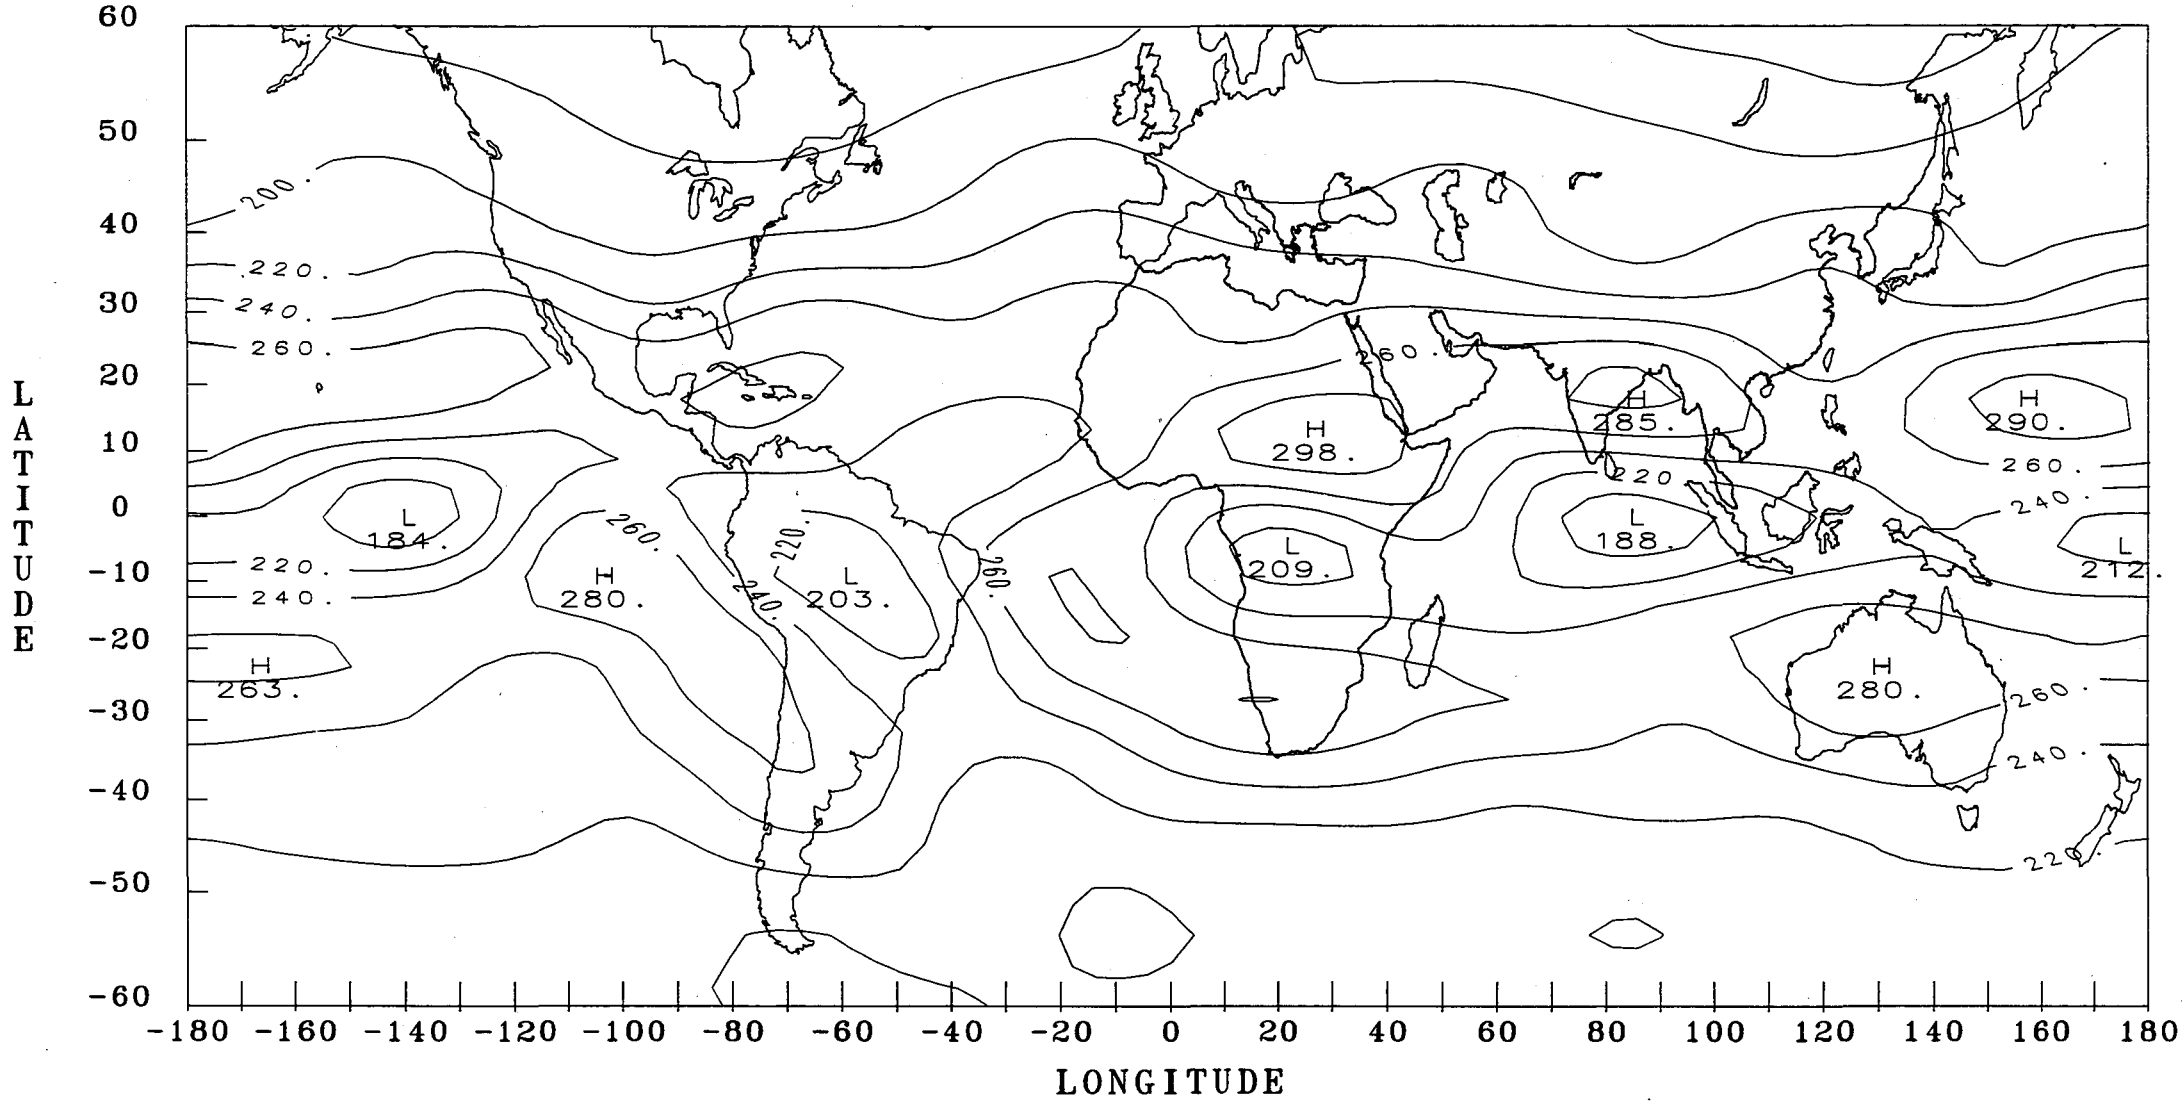 60
50
200.
40
220.
30
240.
260.
260.
20
H
285.
H
290.
H
298.
10
260.
220
240.
0
L
184.
260.
220.
L
188.
L
209.
L
212.
-10
220.
240.
H
280.
240.
L
203.
260.
-20
H
263.
H
280.
260.
-30
240.
-40
220.
-50
-60
-180 -160 -140 -120 -100 -80 -60 -40 -20 0 20 40 60 80 100 120 140 160 180
LONGITUDE
LATITUDE